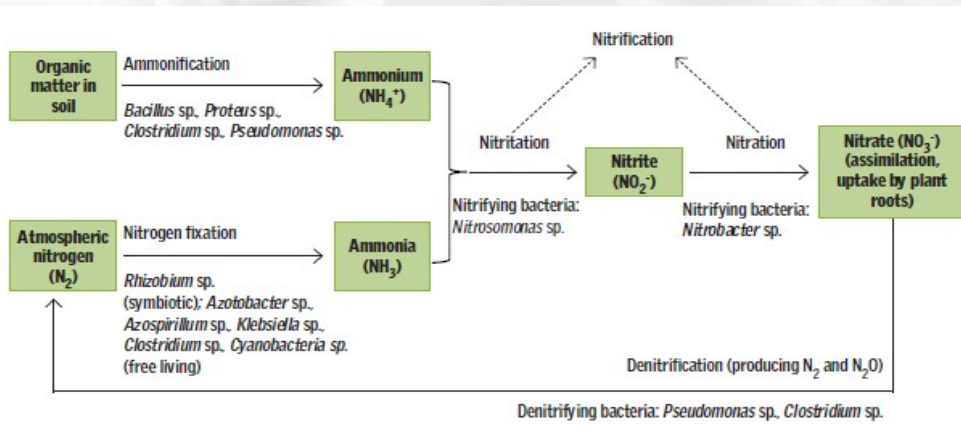 Nitrification
Organic
matter in
soil
Ammonification
Bacillus sp., Proteus sp.,
Clostridium sp., Pseudomonas sp.
Ammonium
(NH₄⁺)
Nitritation
Nitrifying bacteria:
Nitrosomonas sp.
Nitrite
(NO₂⁻)
Nitration
Nitrifying bacteria:
Nitrobacter sp.
Nitrate (NO₃⁻)
(assimilation,
uptake by plant
roots)
Atmospheric
nitrogen
(N₂)
Nitrogen fixation
Rhizobium sp.
(symbiotic); Azotobacter sp.,
Azospirillum sp., Klebsiella sp.,
Clostridium sp., Cyanobacteria sp.
(free living)
Ammonia
(NH₃)
Denitrification (producing N₂ and N₂O)
Denitrifying bacteria: Pseudomonas sp., Clostridium sp.